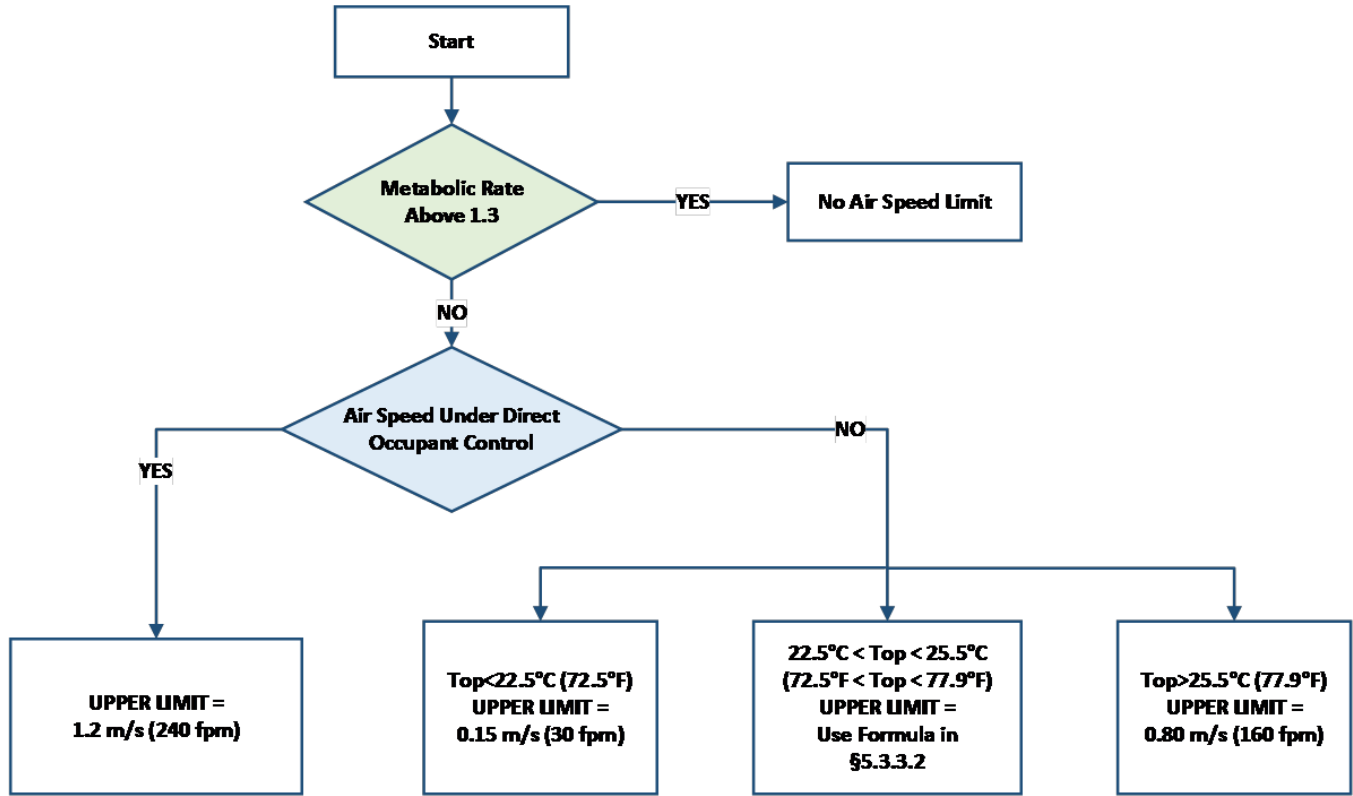 Start
Metabolic Rate
Above 1.3
YES
No Air Speed Limit
NO
Air Speed Under Direct
Occupant Control
NO
YES
UPPER LIMIT =
1.2 m/s (240 fpm)
Top<22.5°C (72.5°F)
UPPER LIMIT =
0.15 m/s (30 fpm)
22.5°C < Top < 25.5°C
(72.5°F < Top < 77.9°F)
UPPER LIMIT =
Use Formula in
§5.3.3.2
Top>25.5°C (77.9°F)
UPPER LIMIT =
0.80 m/s (160 fpm)